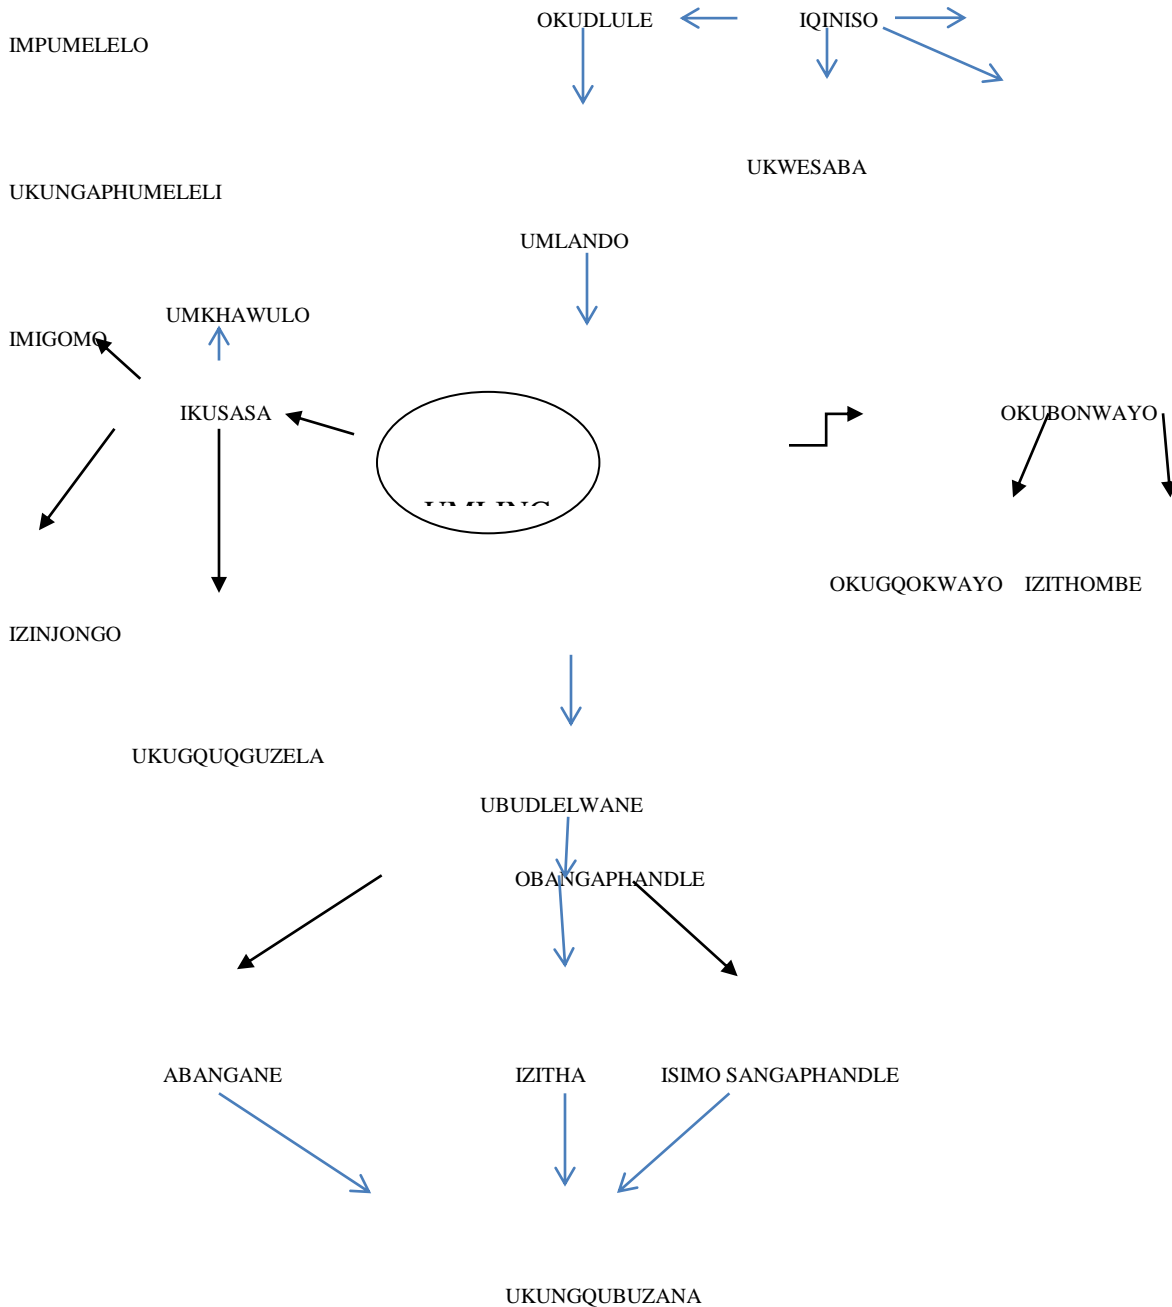 OKUDLULE IQINISO
IMPUMELELO
UKWESABA
UKUNGAPHUMELELI
UMLANDO
UMKHAWULO
IMIGOMO
IKUSASA OKUBONWAYO
OKUGQOKWAYO IZITHOMBE
IZINJONGO
UKUGQUQGUZELA
UBUDLELWANE
OBANGAPHANDLE
ABANGANE IZITHA ISIMO SANGAPHANDLE
UKUNGQUBUZANA